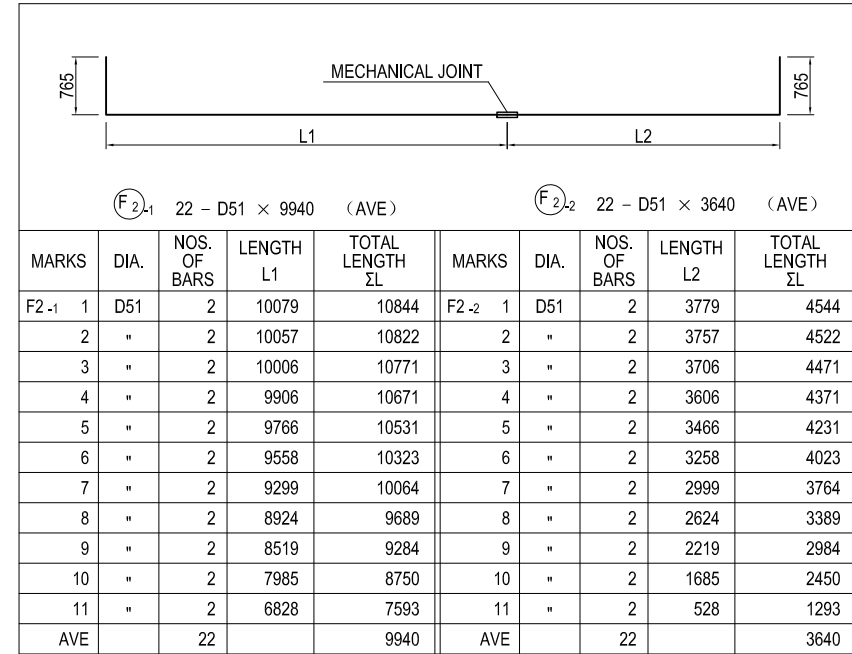 765
MECHANICAL JOINT
765
L1
L2
F 2 -1 22 – D51 × 9940 (AVE)
F 2 -2 22 – D51 × 3640 (AVE)
MARKS DIA. NOS. OF BARS LENGTH L1 TOTAL LENGTH ΣL MARKS DIA. NOS. OF BARS LENGTH L2 TOTAL LENGTH ΣL
F2 -1 1 D51 2 10079 10844 F2 -2 1 D51 2 3779 4544
2 " 2 10057 10822 2 " 2 3757 4522
3 " 2 10006 10771 3 " 2 3706 4471
4 " 2 9906 10671 4 " 2 3606 4371
5 " 2 9766 10531 5 " 2 3466 4231
6 " 2 9558 10323 6 " 2 3258 4023
7 " 2 9299 10064 7 " 2 2999 3764
8 " 2 8924 9689 8 " 2 2624 3389
9 " 2 8519 9284 9 " 2 2219 2984
10 " 2 7985 8750 10 " 2 1685 2450
11 " 2 6828 7593 11 " 2 528 1293
AVE 22 9940 AVE 22 3640